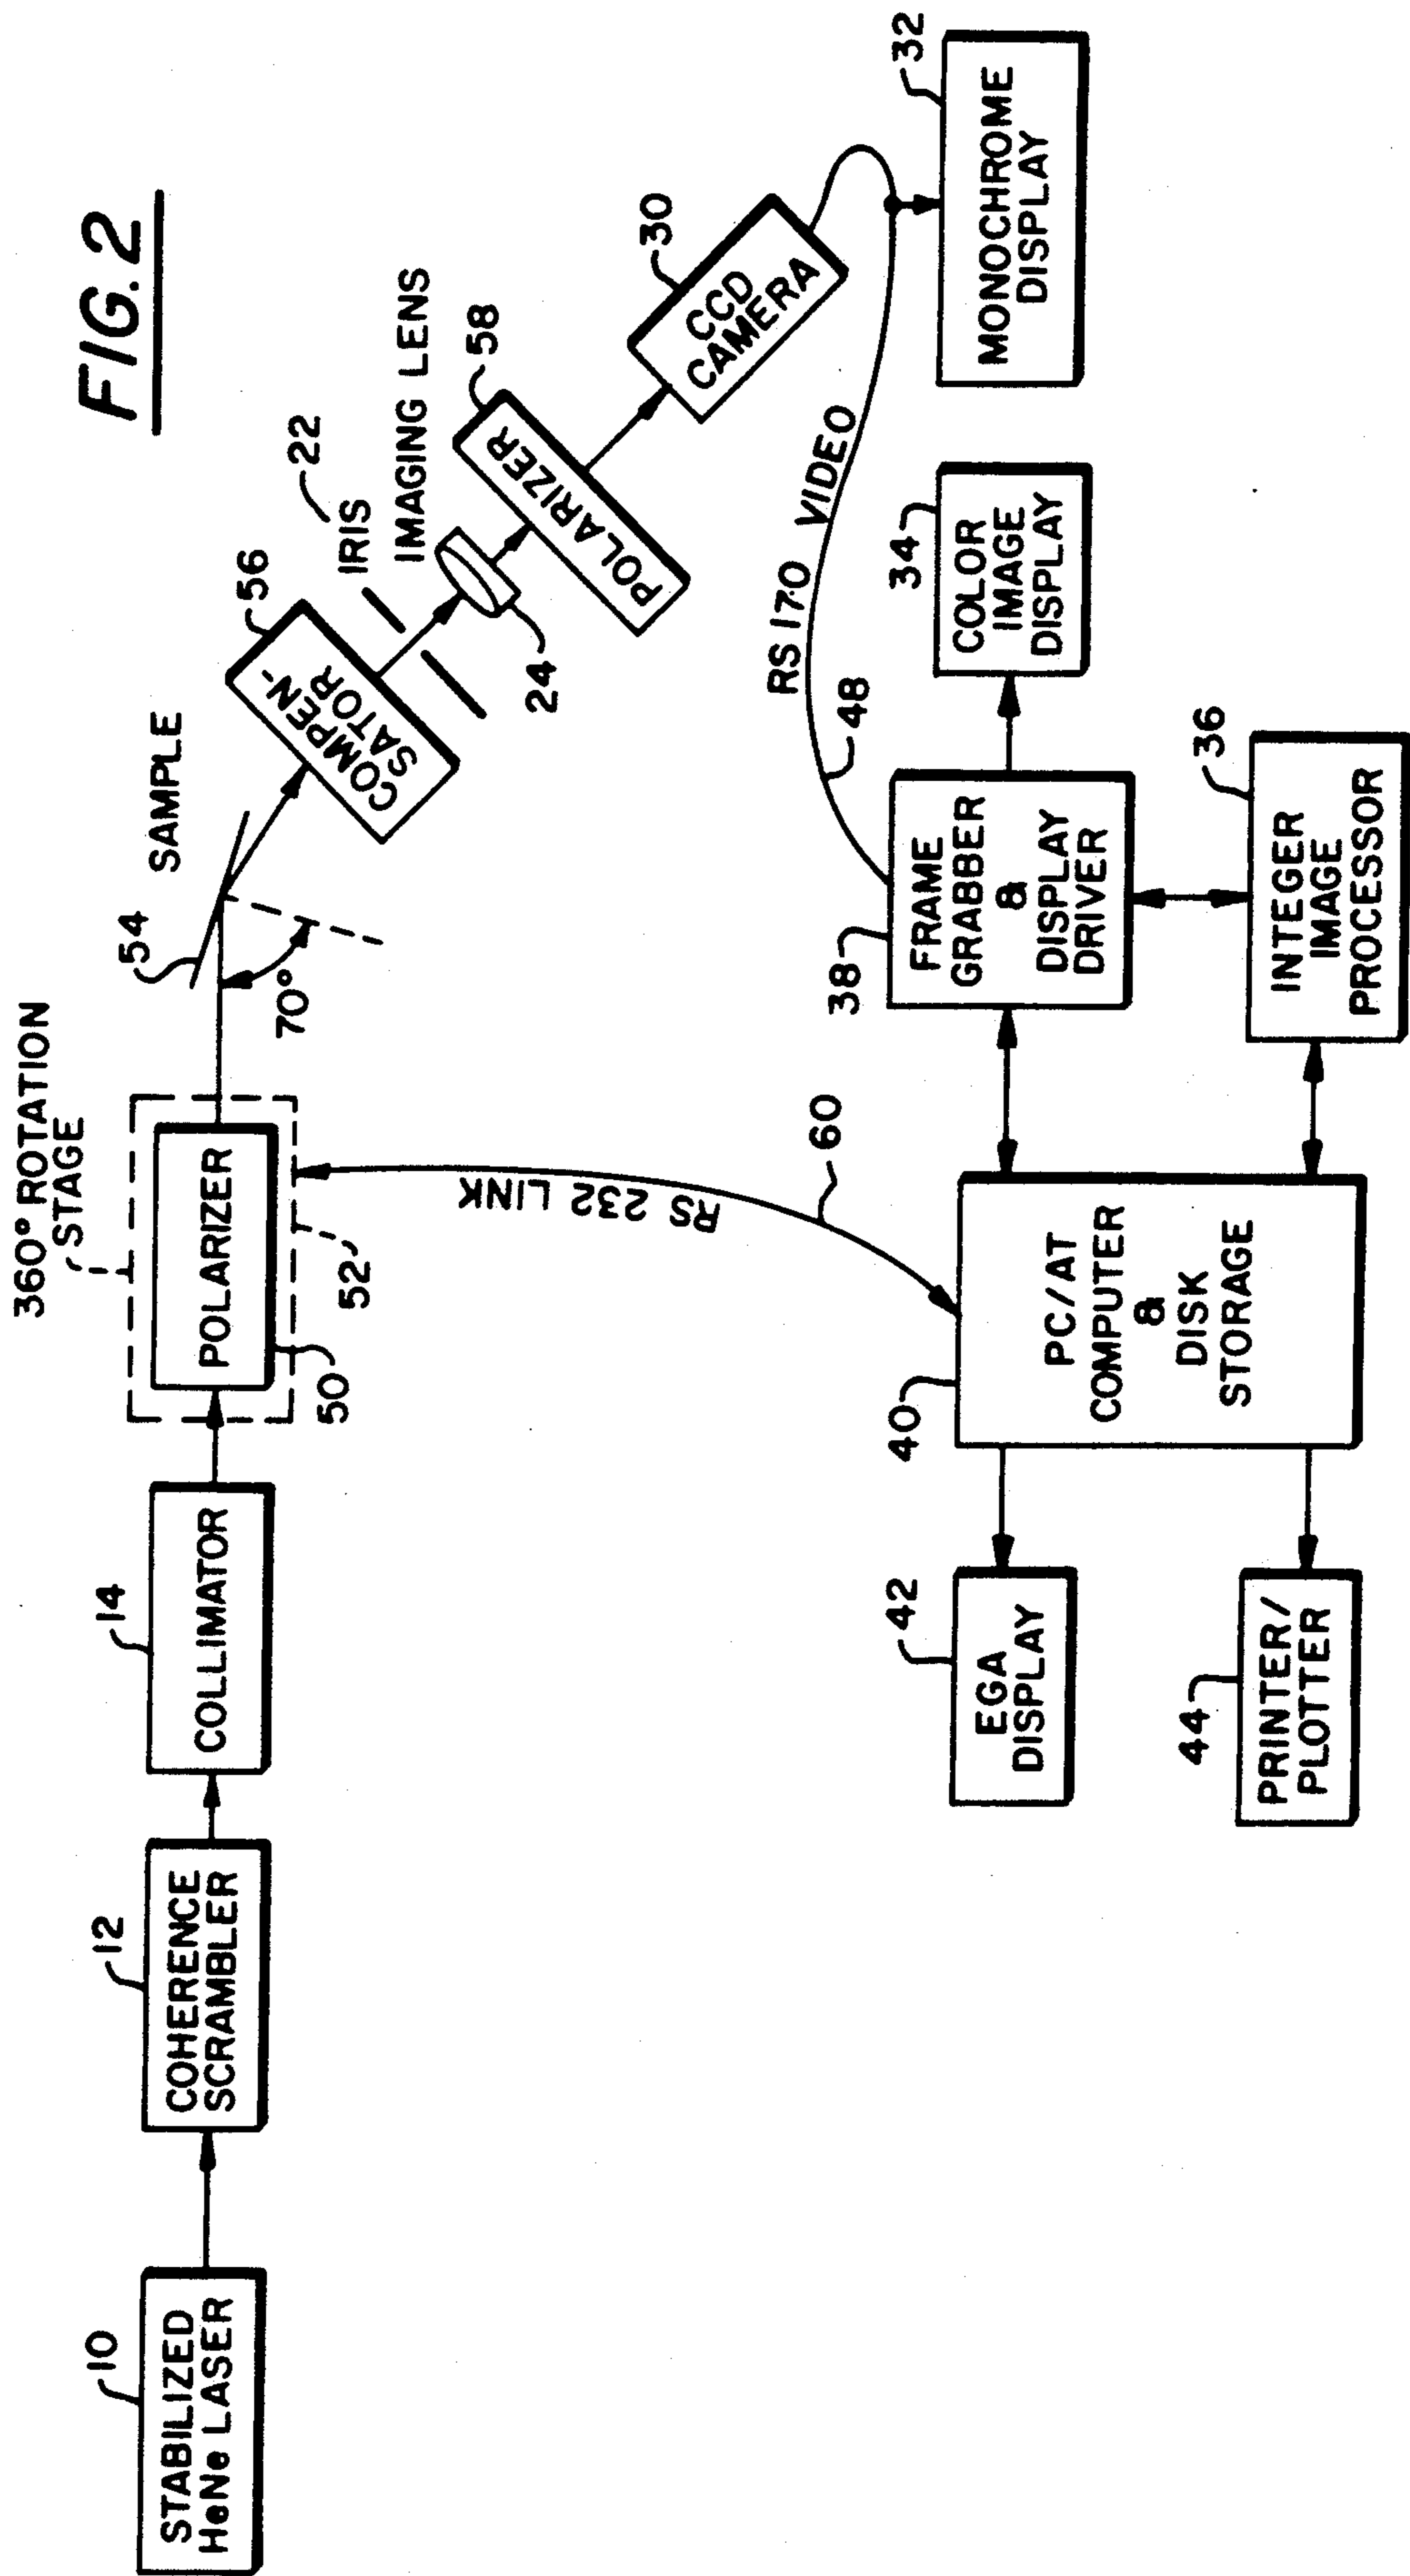 FIG. 2
10
STABILIZED
HeNe LASER
12
COHERENCE
SCRAMBLER
14
COLLIMATOR
360° ROTATION
STAGE
POLARIZER
50
52
54
SAMPLE
70°
56
COMPEN-
SATOR
22
IRIS
IMAGING LENS
24
58
POLARIZER
30
CCD
CAMERA
RS 232 LINK
60
RS 170 VIDEO
48
32
MONOCHROME
DISPLAY
34
COLOR
IMAGE
DISPLAY
38
FRAME
GRABBER
&
DISPLAY
DRIVER
36
INTEGER
IMAGE
PROCESSOR
40
PC/AT
COMPUTER
&
DISK
STORAGE
42
EGA
DISPLAY
44
PRINTER/
PLOTTER